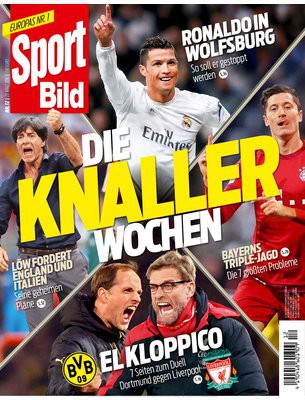 EUROPAS NR. 1
Sport
Bild
RONALDO IN
WOLFSBURG
So soll er gestoppt
werden
Emirates
DIE
KNALLER
WOCHEN
LÖW FORDERT
ENGLAND UND
ITALIEN
Seine geheimen
Pläne
BAYERNS
TRIPLE-JAGD
Die 7 größten Probleme
BVB
09
EL KLOPPICO
7 Seiten zum Duell
Dortmund gegen Liverpool